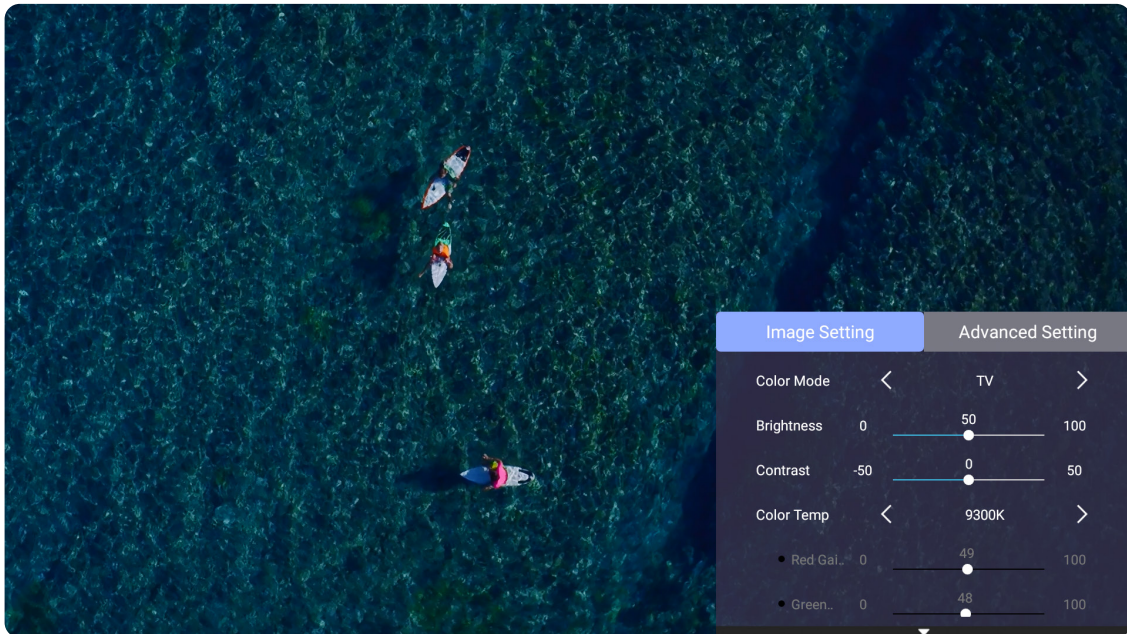 Image Setting Advanced Setting
Color Mode TV
Brightness 0 50 100
Contrast -50 0 50
Color Temp 9300K
Red Gai.. 0 49 100
Green.. 0 48 100